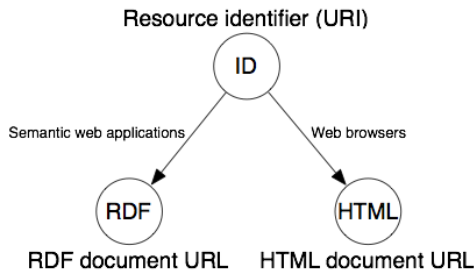 Resource identifier (URI)
ID
Semantic web applications
Web browsers
RDF
HTML
RDF document URL
HTML document URL